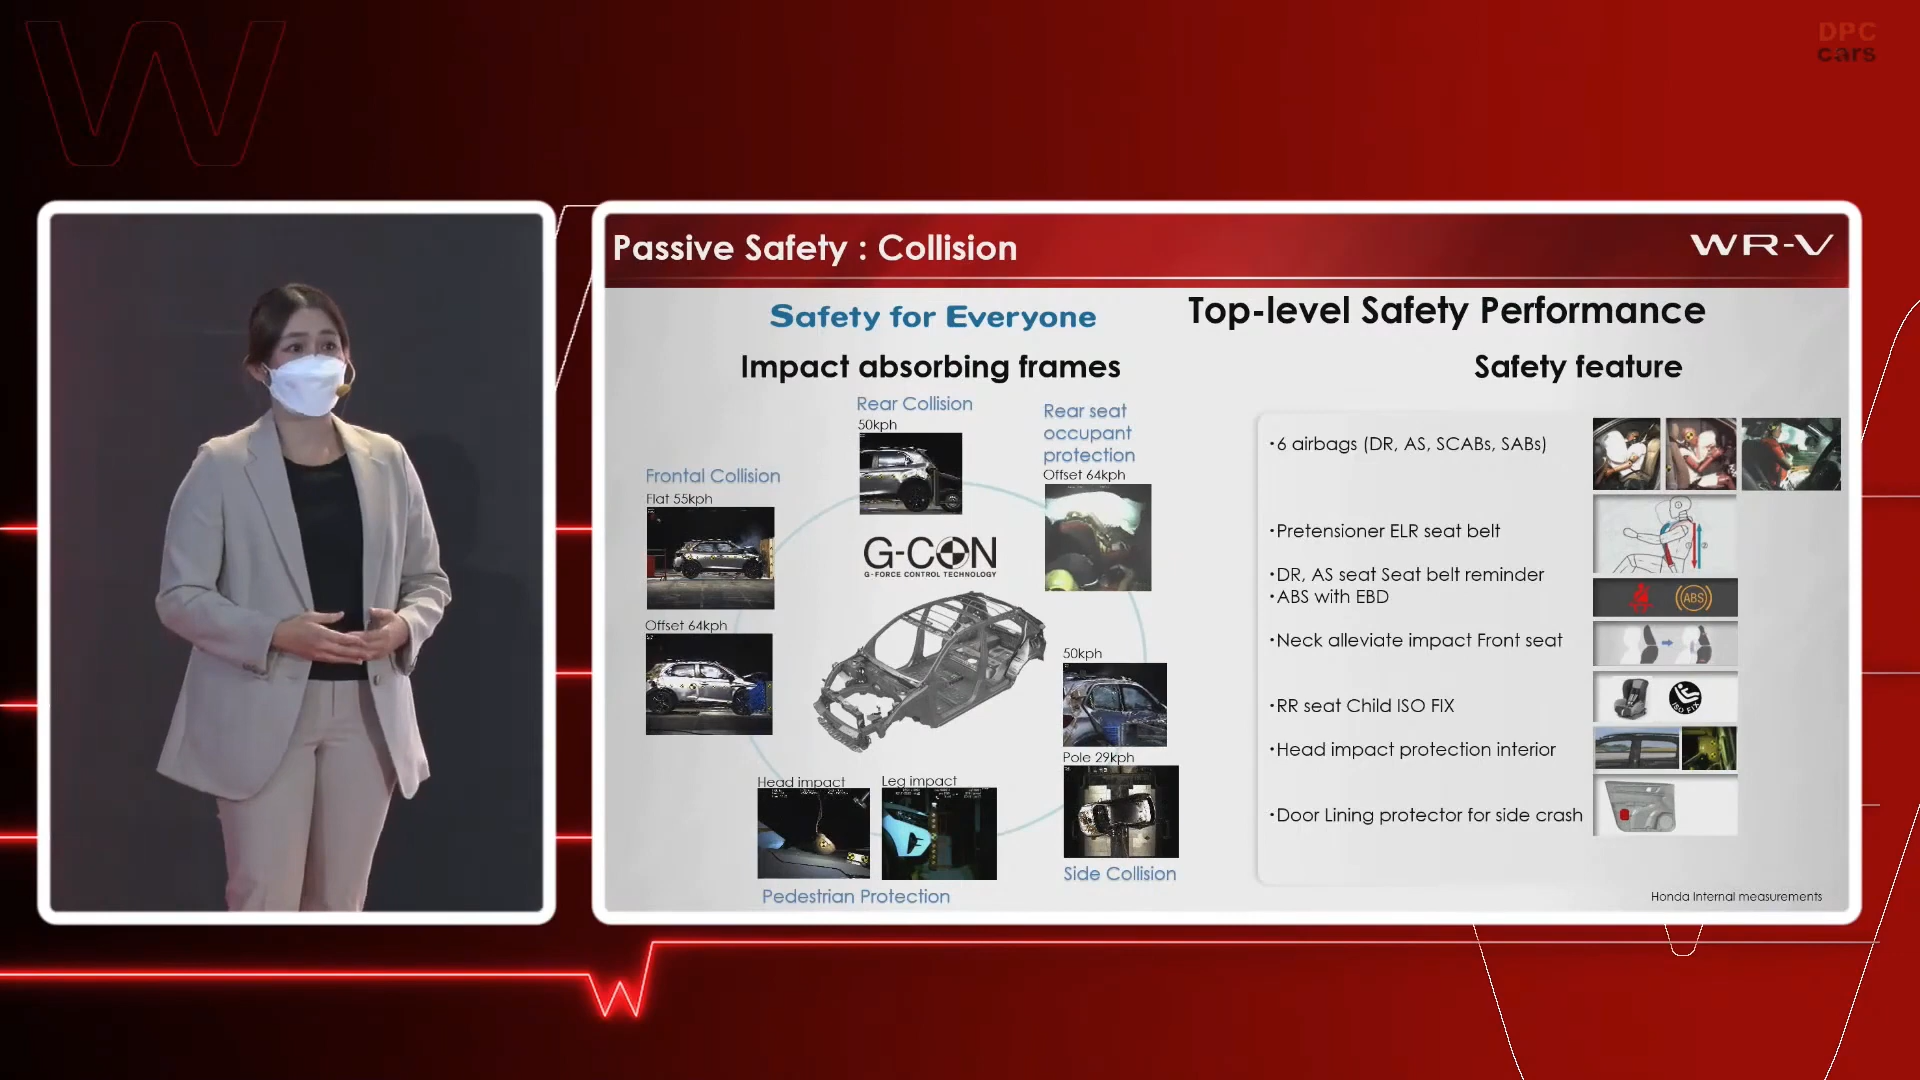 DPC
cars
Passive Safety : Collision
WR-V
Safety for Everyone
Top-level Safety Performance
Impact absorbing frames
Safety feature
Rear Collision
50kph
Rear seat
occupant
protection
Offset 64kph
Frontal Collision
Flat 55kph
G-CON
G-FORCE CONTROL TECHNOLOGY
Offset 64kph
50kph
Pole 29kph
Side Collision
Head impact
Leg impact
Pedestrian Protection
・6 airbags (DR, AS, SCABs, SABs)
・Pretensioner ELR seat belt
・DR, AS seat Seat belt reminder
・ABS with EBD
ABS
・Neck alleviate impact Front seat
・RR seat Child ISO FIX
ISO FIX
・Head impact protection interior
・Door Lining protector for side crash
Honda Internal measurements